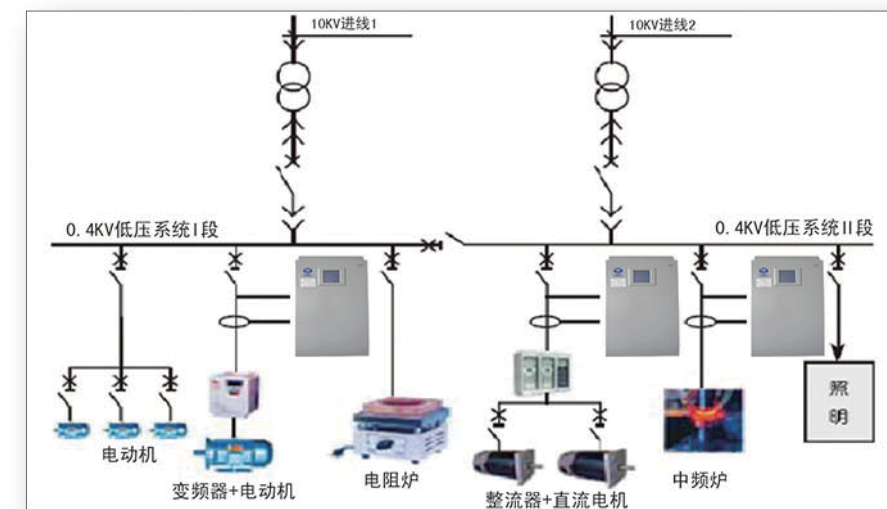 10KV进线1
10KV进线2
0.4KV低压系统I段
0.4KV低压系统II段
照
明
电动机
变频器+电动机
电阻炉
整流器+直流电机
中频炉